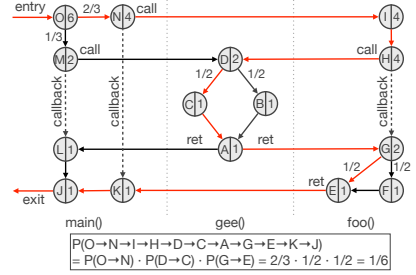 entry
O 6
2/3
N 4
call
I 4
1/3
M 2
call
D 2
call
H 4
callback
callback
1/2
1/2
callback
C 1
B 1
L 1
ret
A 1
ret
G 2
1/2
1/2
J 1
K 1
ret
E 1
F 1
exit
main()
gee()
foo()
P(O→N→I→H→D→C→A→G→E→K→J)
= P(O→N) · P(D→C) · P(G→E) = 2/3 · 1/2 · 1/2 = 1/6